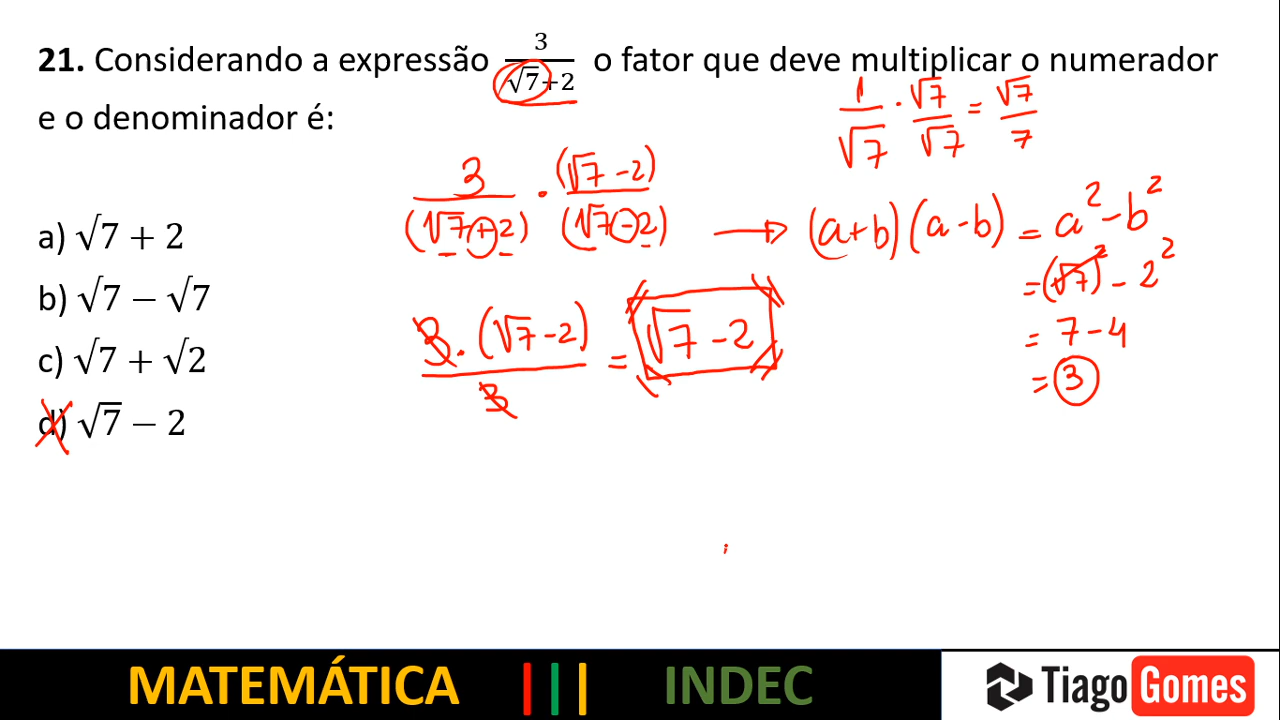 21. Considerando a expressão 3/(√7+2) o fator que deve multiplicar o numerador
e o denominador é:
1/√7 · √7/√7 = √7/7
3/(√7+2) · (√7-2)/(√7-2) → (a+b)(a-b) = a²-b²
= (√7)² - 2²
= 7-4
= 3
3·(√7-2)/3 = √7-2
a) √7 + 2
b) √7 − √7
c) √7 + √2
d) √7 − 2
MATEMÁTICA ||| INDEC Tiago Gomes